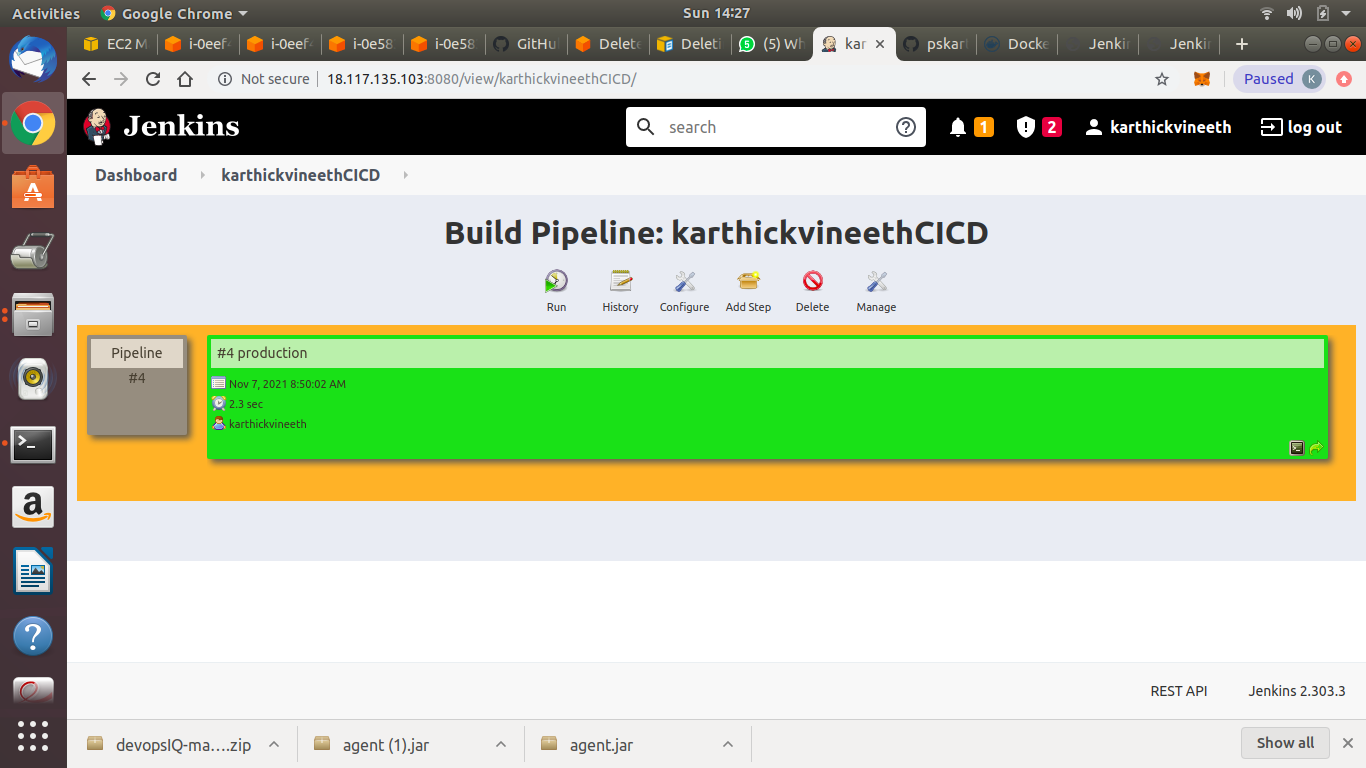 Activities
Google Chrome
Sun 14:27
EC2 M
i-0eef4
i-0eef4
i-0e58
i-0e58
GitHu
Delete
Deleti
(5) Wh
kar
pskar
Docke
Jenki
Jenki
Not secure
18.117.135.103:8080/view/karthickvineethCICD/
Paused
K
Jenkins
search
1
2
karthickvineeth
log out
Dashboard
karthickvineethCICD
Build Pipeline: karthickvineethCICD
Run
History
Configure
Add Step
Delete
Manage
Pipeline
#4
#4 production
Nov 7, 2021 8:50:02 AM
2.3 sec
karthickvineeth
REST API
Jenkins 2.303.3
devopsIQ-ma....zip
agent (1).jar
agent.jar
Show all